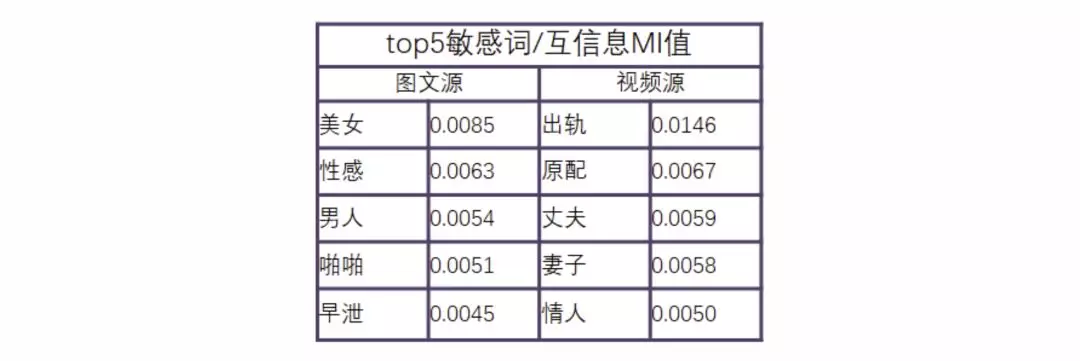 top5敏感词/互信息MI值
图文源 视频源
美女 0.0085 出轨 0.0146
性感 0.0063 原配 0.0067
男人 0.0054 丈夫 0.0059
啪啪 0.0051 妻子 0.0058
早泄 0.0045 情人 0.0050